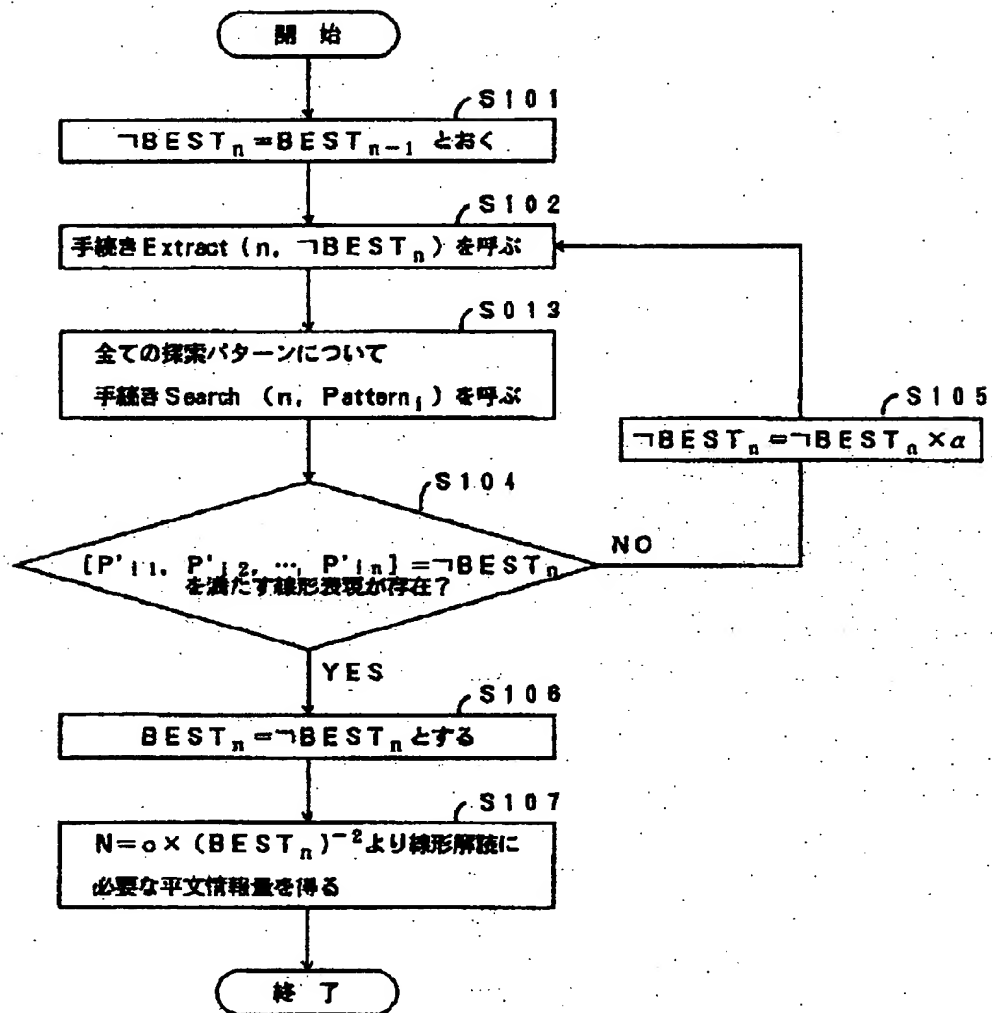 開 始
S101
¬BESTn=BESTn-1 とおく
S102
手続きExtract (n, ¬BESTn) を呼ぶ
S013
全ての探索パターンについて
手続きSearch (n, Patterni) を呼ぶ
S105
¬BESTn=¬BESTn×α
S104
[P'i1, P'i2, …, P'in]=¬BESTn
を満たす線形表現が存在?
NO
YES
S106
BESTn=¬BESTnとする
S107
N=c×(BESTn)-2より線形解読に
必要な平文情報量を得る
終 了